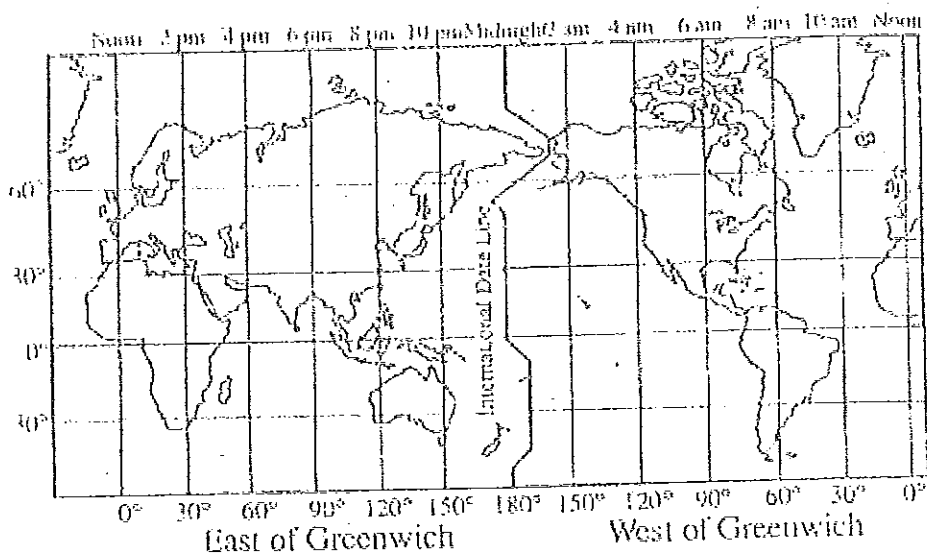 Noon 2 pm 4 pm 6 pm 8 pm 10 pm Midnight 2 am 4 am 6 am 8 am 10 am Noon
60°
30°
0°
30°
International Date Line
0° 30° 60° 90° 120° 150° 180° 150° 120° 90° 60° 30° 0°
East of Greenwich West of Greenwich